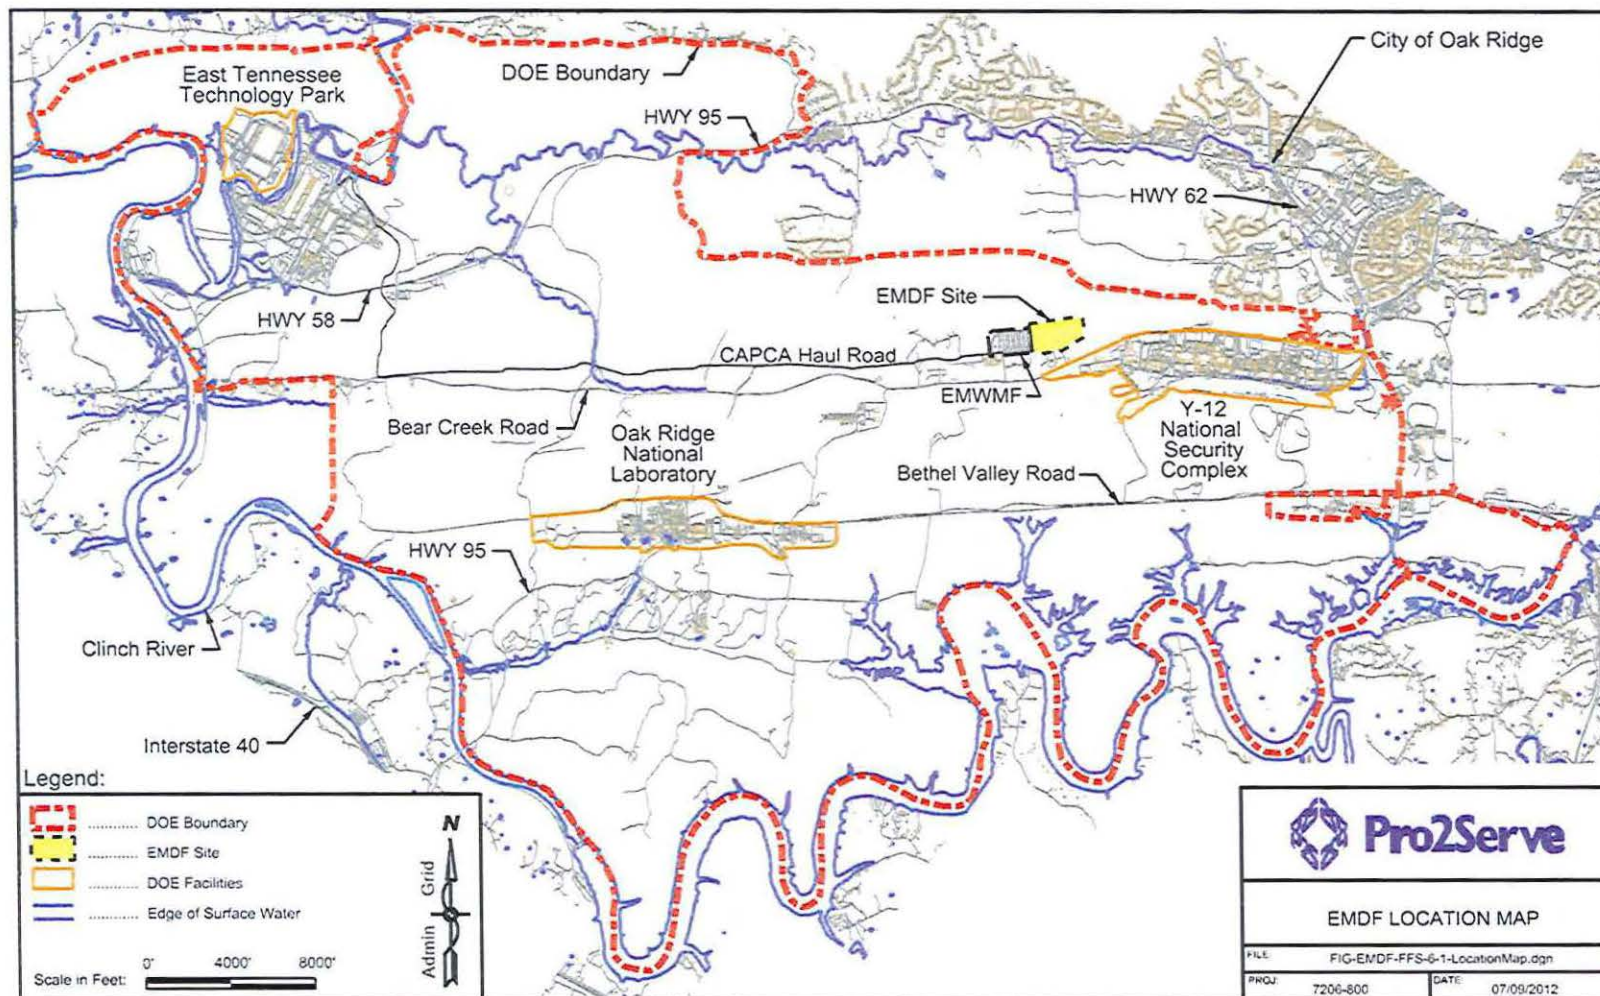 City of Oak Ridge
East Tennessee
Technology Park
DOE Boundary
HWY 95
HWY 62
EMDF Site
HWY 58
CAPCA Haul Road
EMWMF
Bear Creek Road
Oak Ridge
National
Laboratory
Y-12
National
Security
Complex
Bethel Valley Road
HWY 95
Clinch River
Interstate 40
Legend:
DOE Boundary
EMDF Site
DOE Facilities
Edge of Surface Water
N
Admin Grid
Scale in Feet: 0' 4000' 8000'
Pro2Serve
EMDF LOCATION MAP
FILE: FIG-EMDF-FFS-6-1-LocationMap.dgn
PROJ: 7206-800
DATE: 07/09/2012